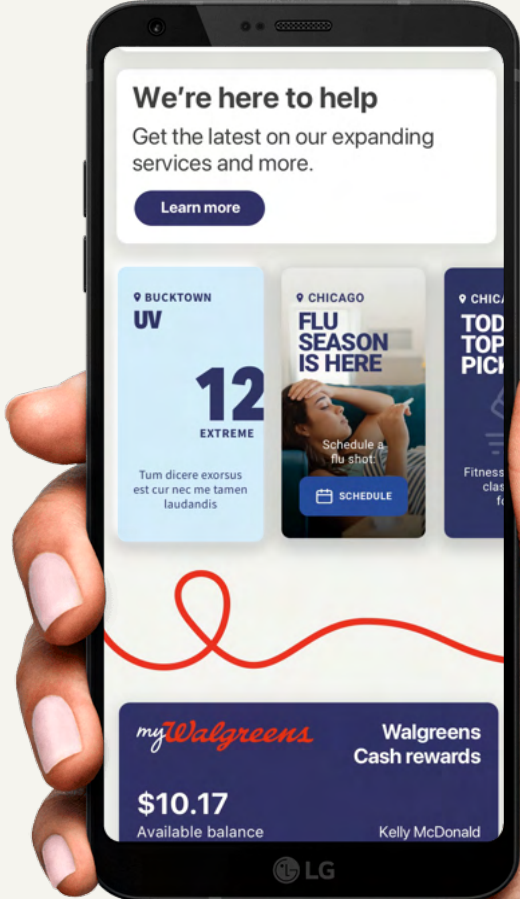 We're here to help
Get the latest on our expanding
services and more.
Learn more
BUCKTOWN
UV
12
EXTREME
Tum dicere exorsus
est cur nec me tamen
laudandis
CHICAGO
FLU
SEASON
IS HERE
Schedule a
flu shot:
SCHEDULE
Fitness
myWalgreens
Walgreens
Cash rewards
$10.17
Available balance
Kelly McDonald
LG